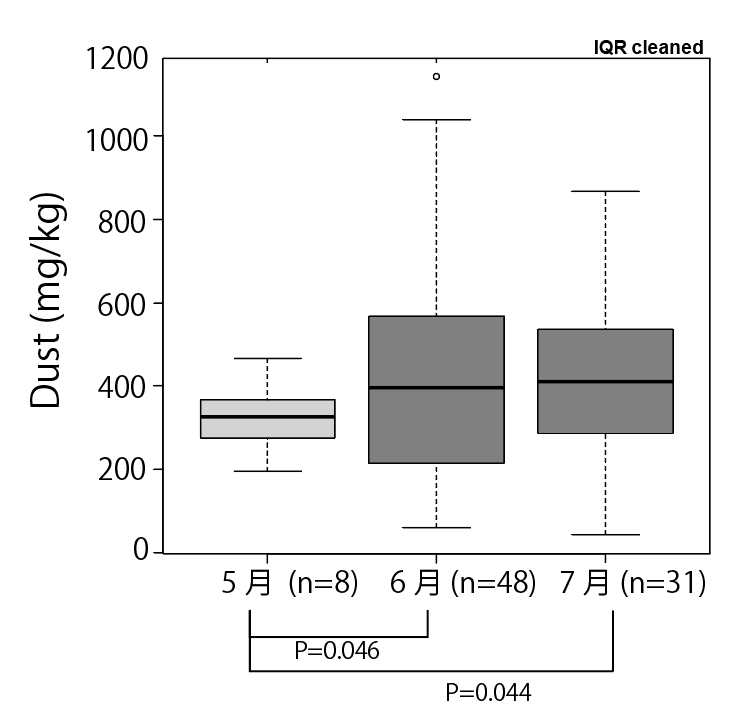 IQR cleaned
Dust (mg/kg)
1200
1000
800
600
400
200
0
5月 (n=8) 6月(n=48) 7月(n=31)
P=0.046
P=0.044